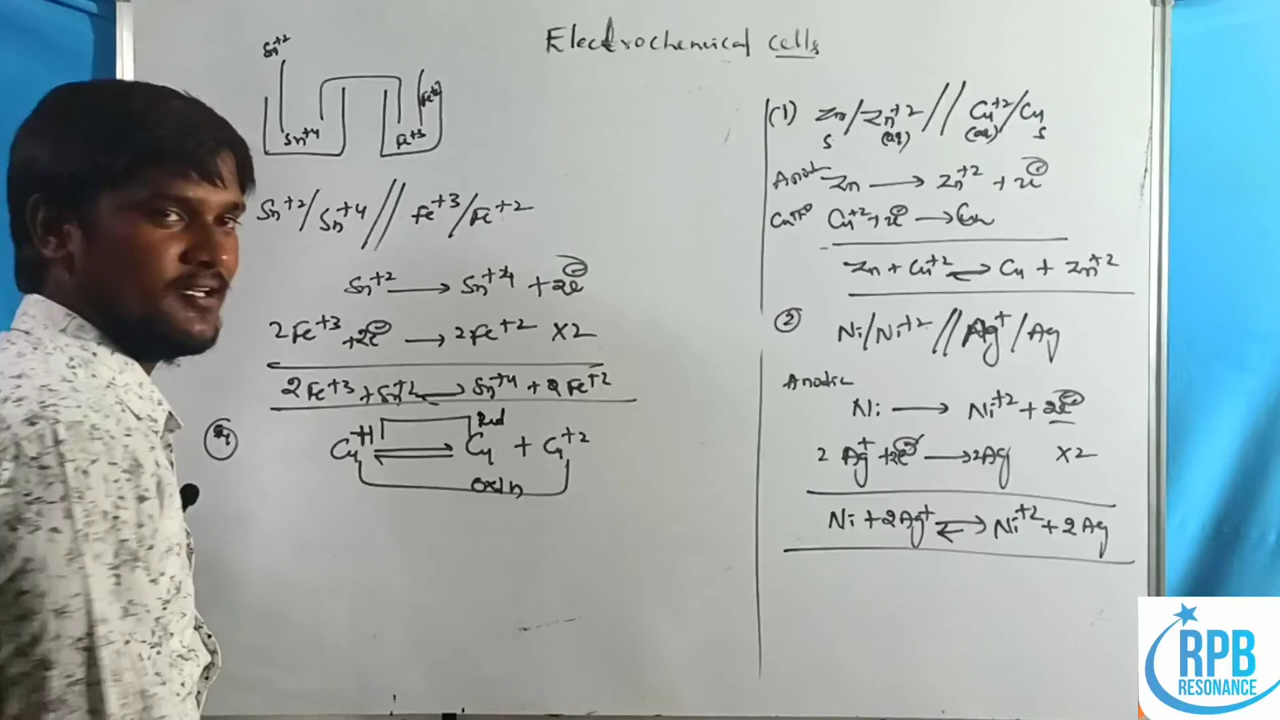 Electrochemical cells
Sn+2
Sn+4
Fe+3
Fe+2
Sn+2/Sn+4// Fe+3/Fe+2
Sn+2 → Sn+4 + 2e⊖
2Fe+3 +2e⊖ → 2Fe+2 X2
2Fe+3 + Sn+2 ⇌ Sn+4 + 2Fe+2
Red
Cu+1 ⇌ Cu + Cu+2
oxdn
(1) Zn/Zn+2 // Cu+2/Cu
s (aq) (aq) s
Anod Zn → Zn+2 + 2e⊖
Cu+2 + 2e⊖ → Cu
Zn + Cu+2 ⇌ Cu + Zn+2
② Ni/Ni+2 // Ag+ / Ag
Anodic
Ni → Ni+2 + 2e⊖
2 Ag+ +2e⊖ → 2Ag X2
Ni + 2Ag+ ⇌ Ni+2 + 2Ag
RPB
RESONANCE